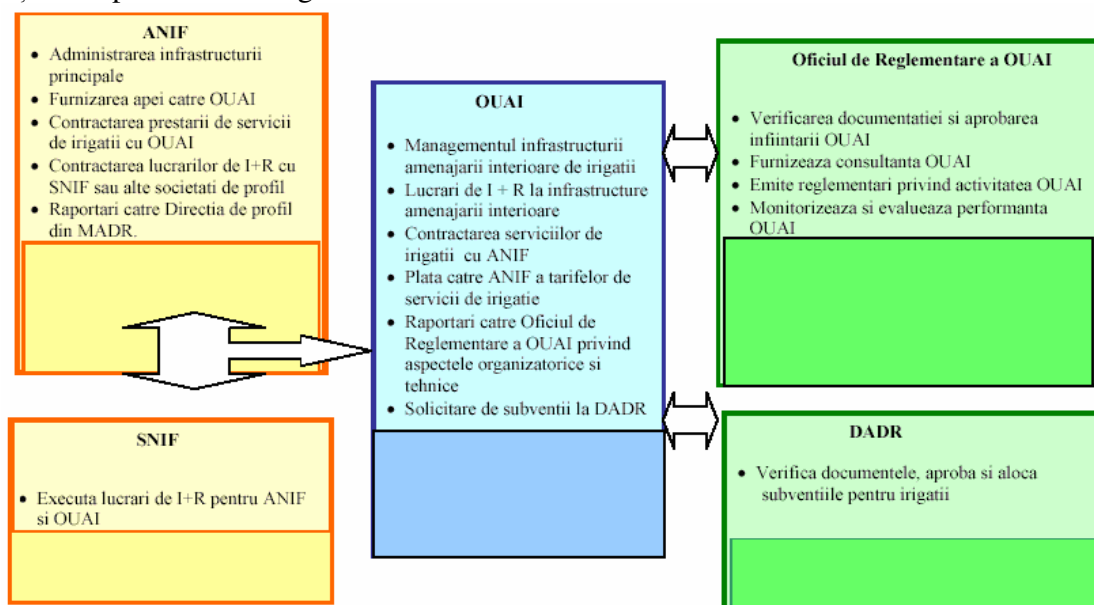 ANIF
• Administrarea infrastructurii
principale
• Furnizarea apei catre OUAI
• Contractarea prestarii de servicii
de irigatii cu OUAI
• Contractarea lucrarilor de I+R cu
SNIF sau alte societati de profil
• Raportari catre Directia de profil
din MADR.
SNIF
• Executa lucrari de I+R pentru ANIF
si OUAI
OUAI
• Managementul infrastructurii
amenajarii interioare de irigatii
• Lucrari de I + R la infrastructure
amenajarii interioare
• Contractarea serviciilor de
irigatii cu ANIF
• Plata catre ANIF a tarifelor de
servicii de irigatie
• Raportari catre Oficiul de
Reglementare a OUAI privind
aspectele organizatorice si
tehnice
• Solicitare de subventii la DADR
Oficiul de Reglementare a OUAI
• Verificarea documentatiei si aprobarea
infiintarii OUAI
• Furnizeaza consultanta OUAI
• Emite reglementari privind activitatea OUAI
• Monitorizeaza si evalueaza performanta
OUAI
DADR
• Verifica documentele, aproba si aloca
subventiile pentru irigatii